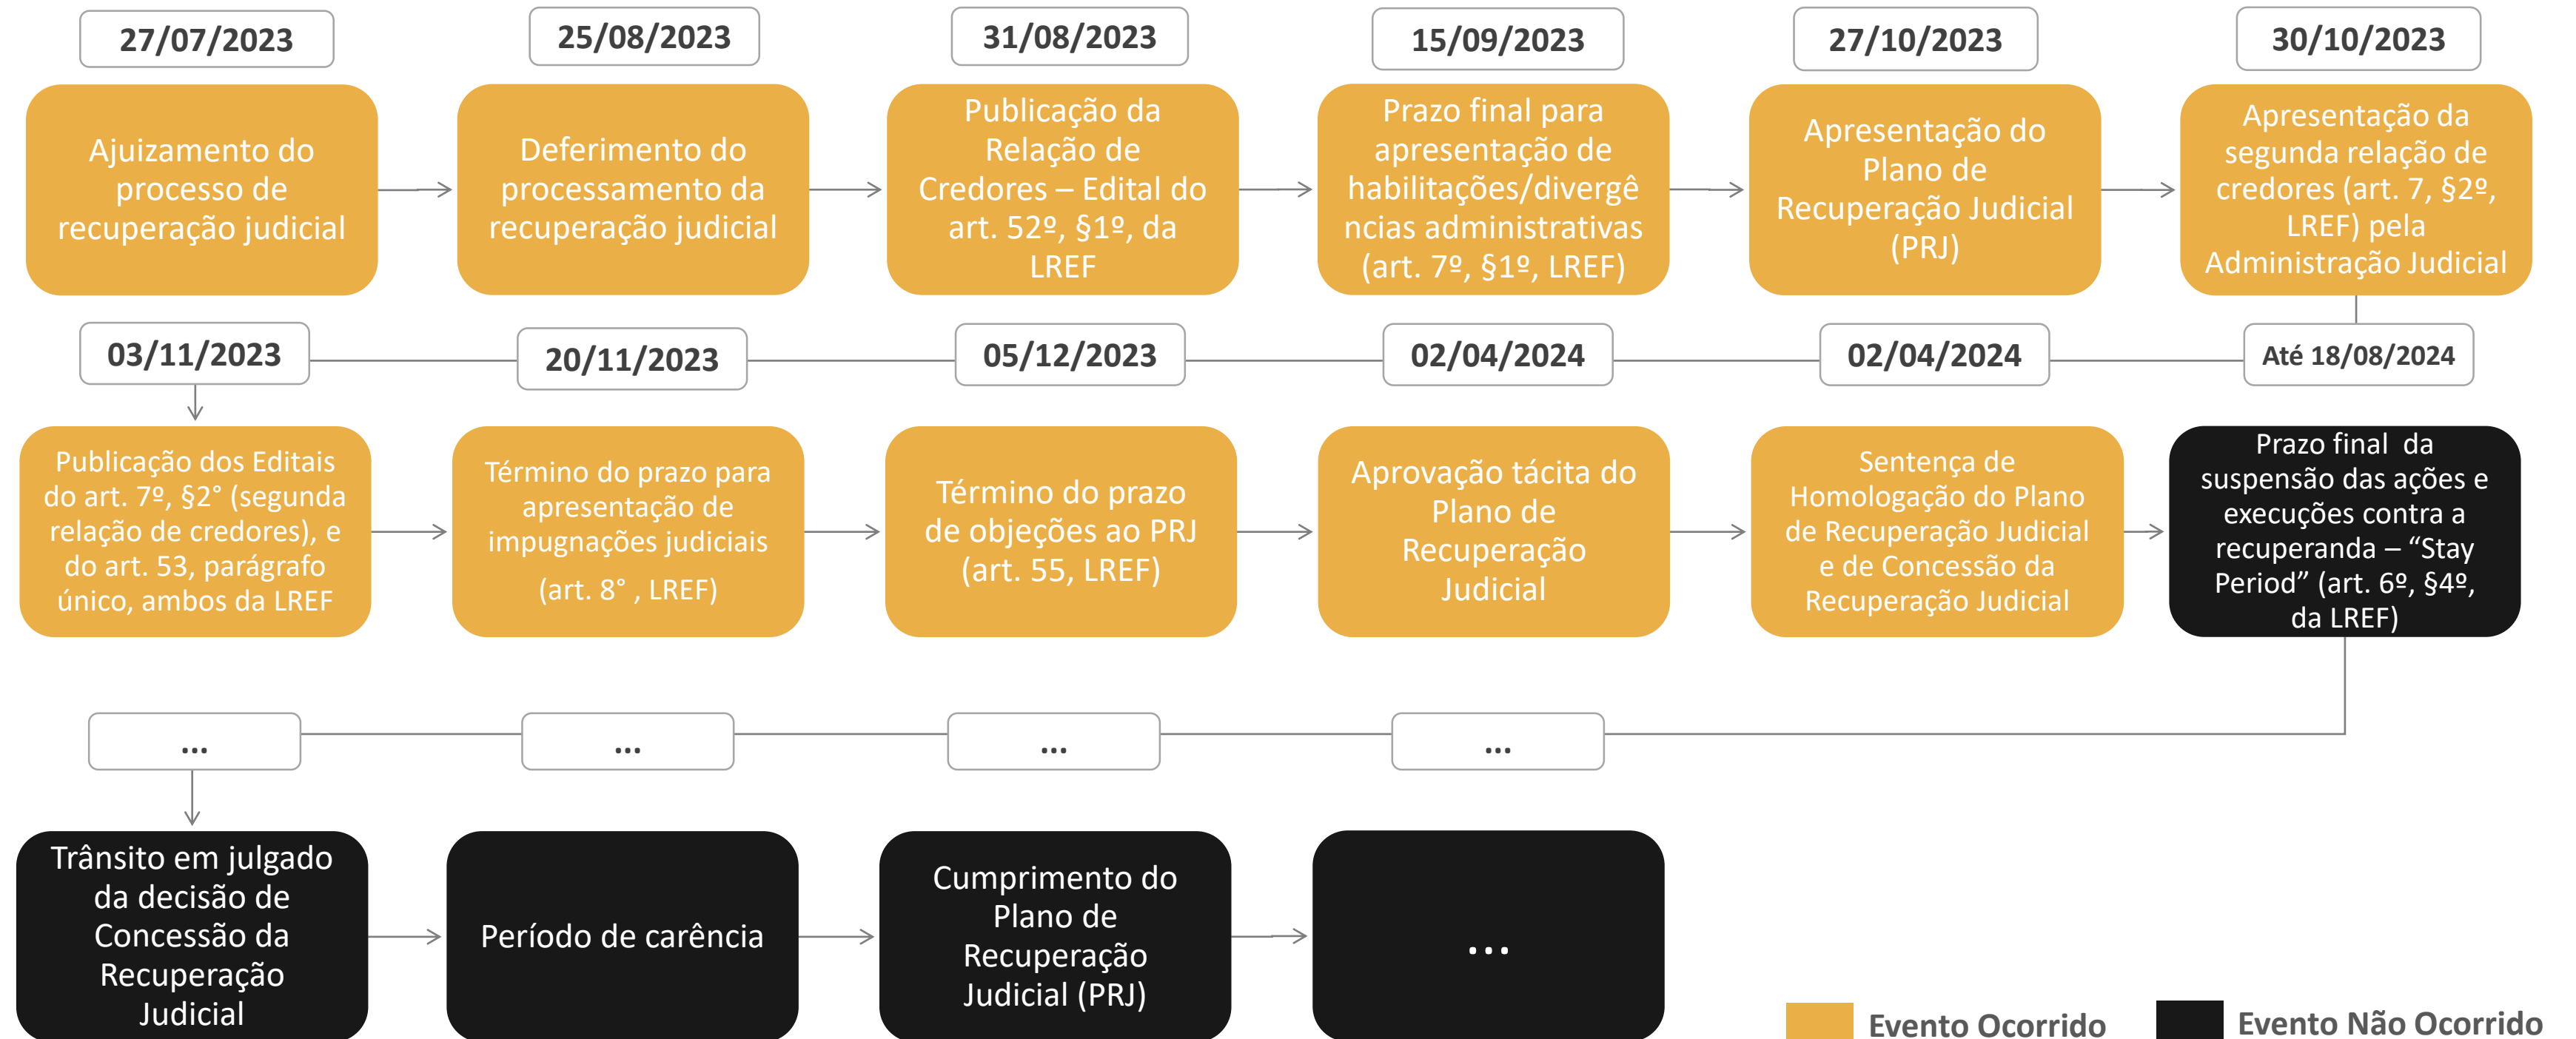 27/07/2023
25/08/2023
31/08/2023
15/09/2023
27/10/2023
30/10/2023
Ajuizamento do
processo de
recuperação judicial
Deferimento do
processamento da
recuperação judicial
Publicação da
Relação de
Credores – Edital do
art. 52º, §1º, da
LREF
Prazo final para
apresentação de
habilitações/divergê
ncias administrativas
(art. 7º, §1º, LREF)
Apresentação do
Plano de
Recuperação Judicial
(PRJ)
Apresentação da
segunda relação de
credores (art. 7, §2º,
LREF) pela
Administração Judicial
03/11/2023
20/11/2023
05/12/2023
02/04/2024
02/04/2024
Até 18/08/2024
Publicação dos Editais
do art. 7º, §2° (segunda
relação de credores), e
do art. 53, parágrafo
único, ambos da LREF
Término do prazo para
apresentação de
impugnações judiciais
(art. 8° , LREF)
Término do prazo
de objeções ao PRJ
(art. 55, LREF)
Aprovação tácita do
Plano de
Recuperação
Judicial
Sentença de
Homologação do Plano
de Recuperação Judicial
e de Concessão da
Recuperação Judicial
Prazo final da
suspensão das ações e
execuções contra a
recuperanda – “Stay
Period” (art. 6º, §4º,
da LREF)
...
...
...
...
Trânsito em julgado
da decisão de
Concessão da
Recuperação
Judicial
Período de carência
Cumprimento do
Plano de
Recuperação
Judicial (PRJ)
...
Evento Ocorrido
Evento Não Ocorrido